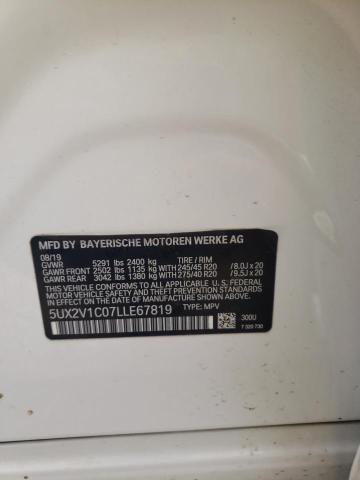 MFD BY BAYERISCHE MOTOREN WERKE AG
08/19 TIRE / RIM
GVWR 5291 lbs 2400 kg
GAWR FRONT 2502 lbs 1135 kg WITH 245/45 R20 /8.0J x 20
GAWR REAR 3042 lbs 1380 kg WITH 275/40 R20 /9.5J x 20
THIS VEHICLE CONFORMS TO ALL APPLICABLE U. S. FEDERAL
MOTOR VEHICLE SAFETY, BUMPER, AND THEFT PREVENTION
STANDARDS IN EFFECT ON THE DATE OF MANUFACTURE
SHOWN ABOVE.
5UX2V1C07LLE67819 TYPE: MPV 300U